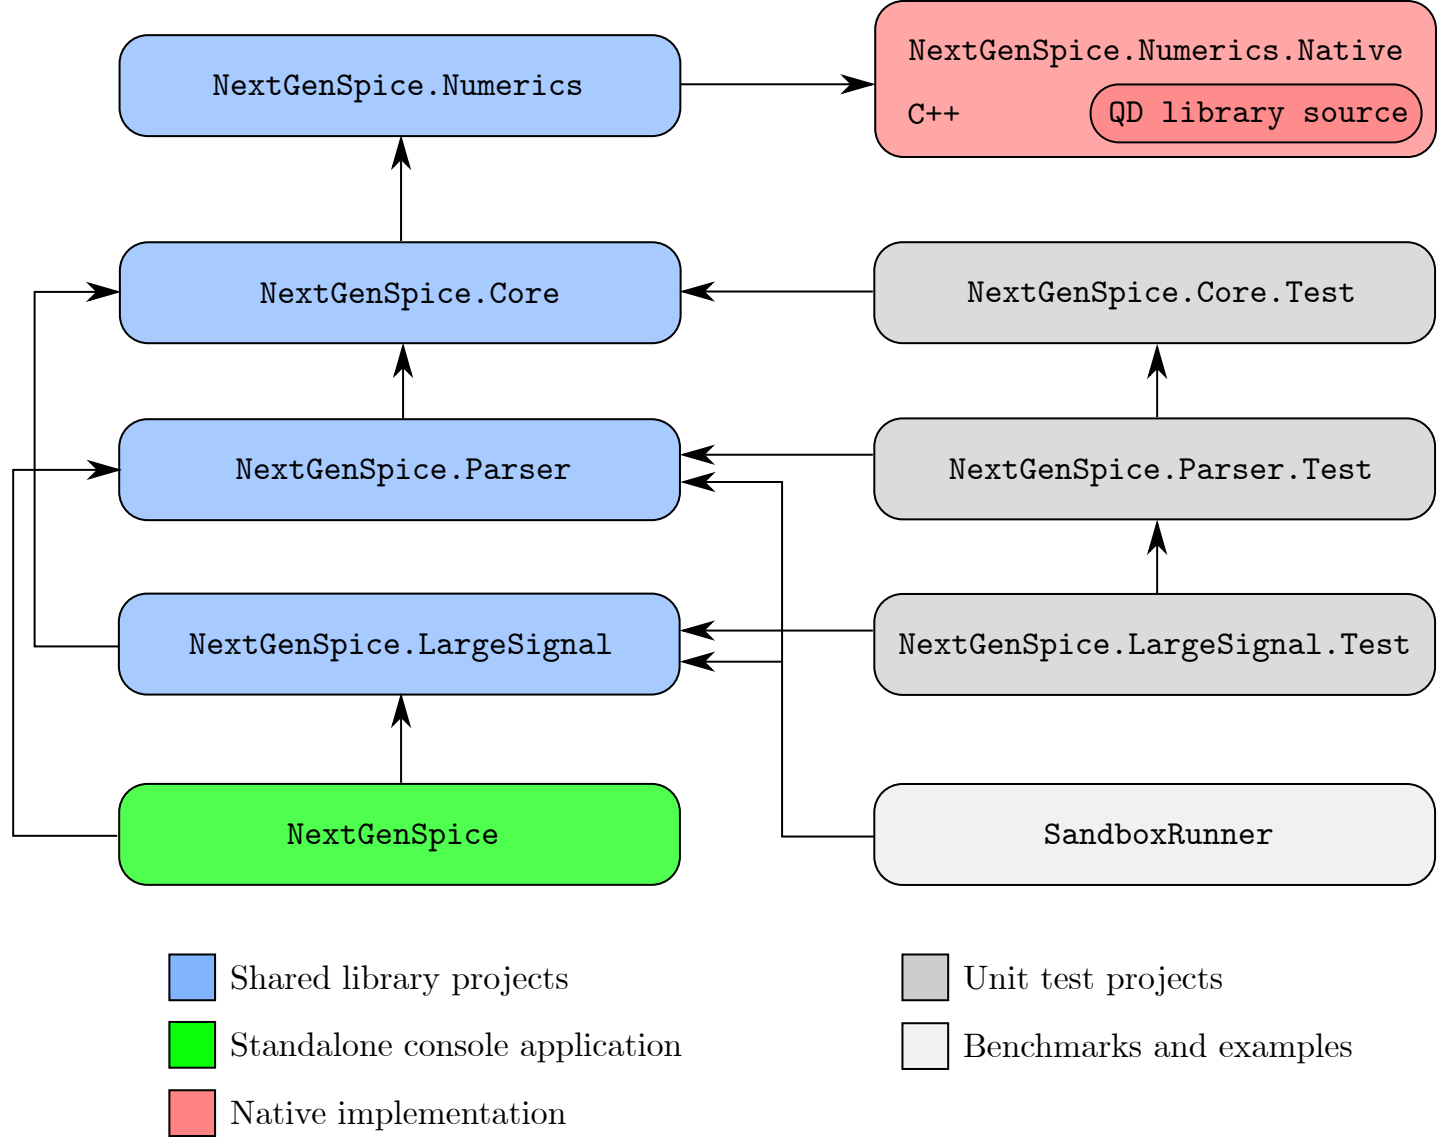 NextGenSpice.Numerics
NextGenSpice.Numerics.Native
C++
QD library source
NextGenSpice.Core
NextGenSpice.Core.Test
NextGenSpice.Parser
NextGenSpice.Parser.Test
NextGenSpice.LargeSignal
NextGenSpice.LargeSignal.Test
NextGenSpice
SandboxRunner
Shared library projects
Unit test projects
Standalone console application
Benchmarks and examples
Native implementation